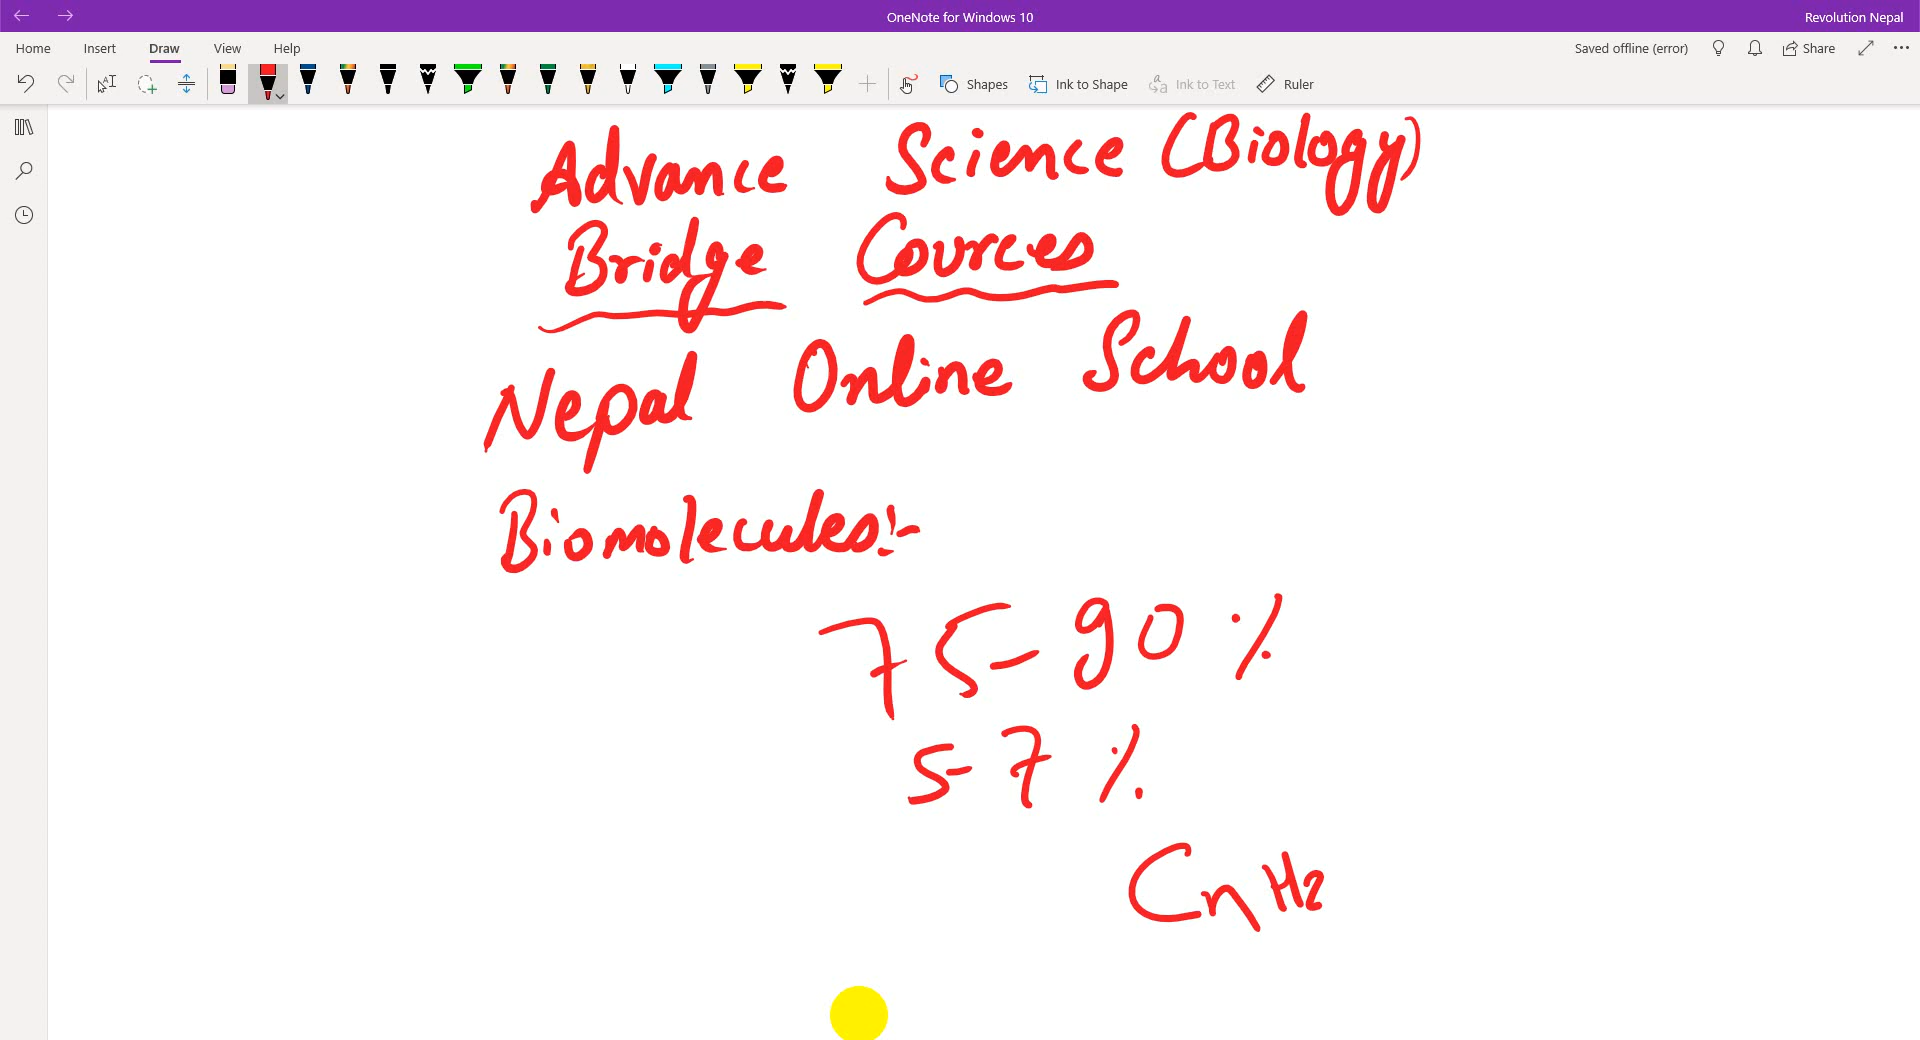 OneNote for Windows 10
Revolution Nepal
Home Insert Draw View Help
Saved offline (error) Share
Shapes Ink to Shape Ink to Text Ruler
Advance Science (Biology)
Bridge Cources
Nepal Online School
Biomolecules:-
75-90 %
5-7 %
CnH2